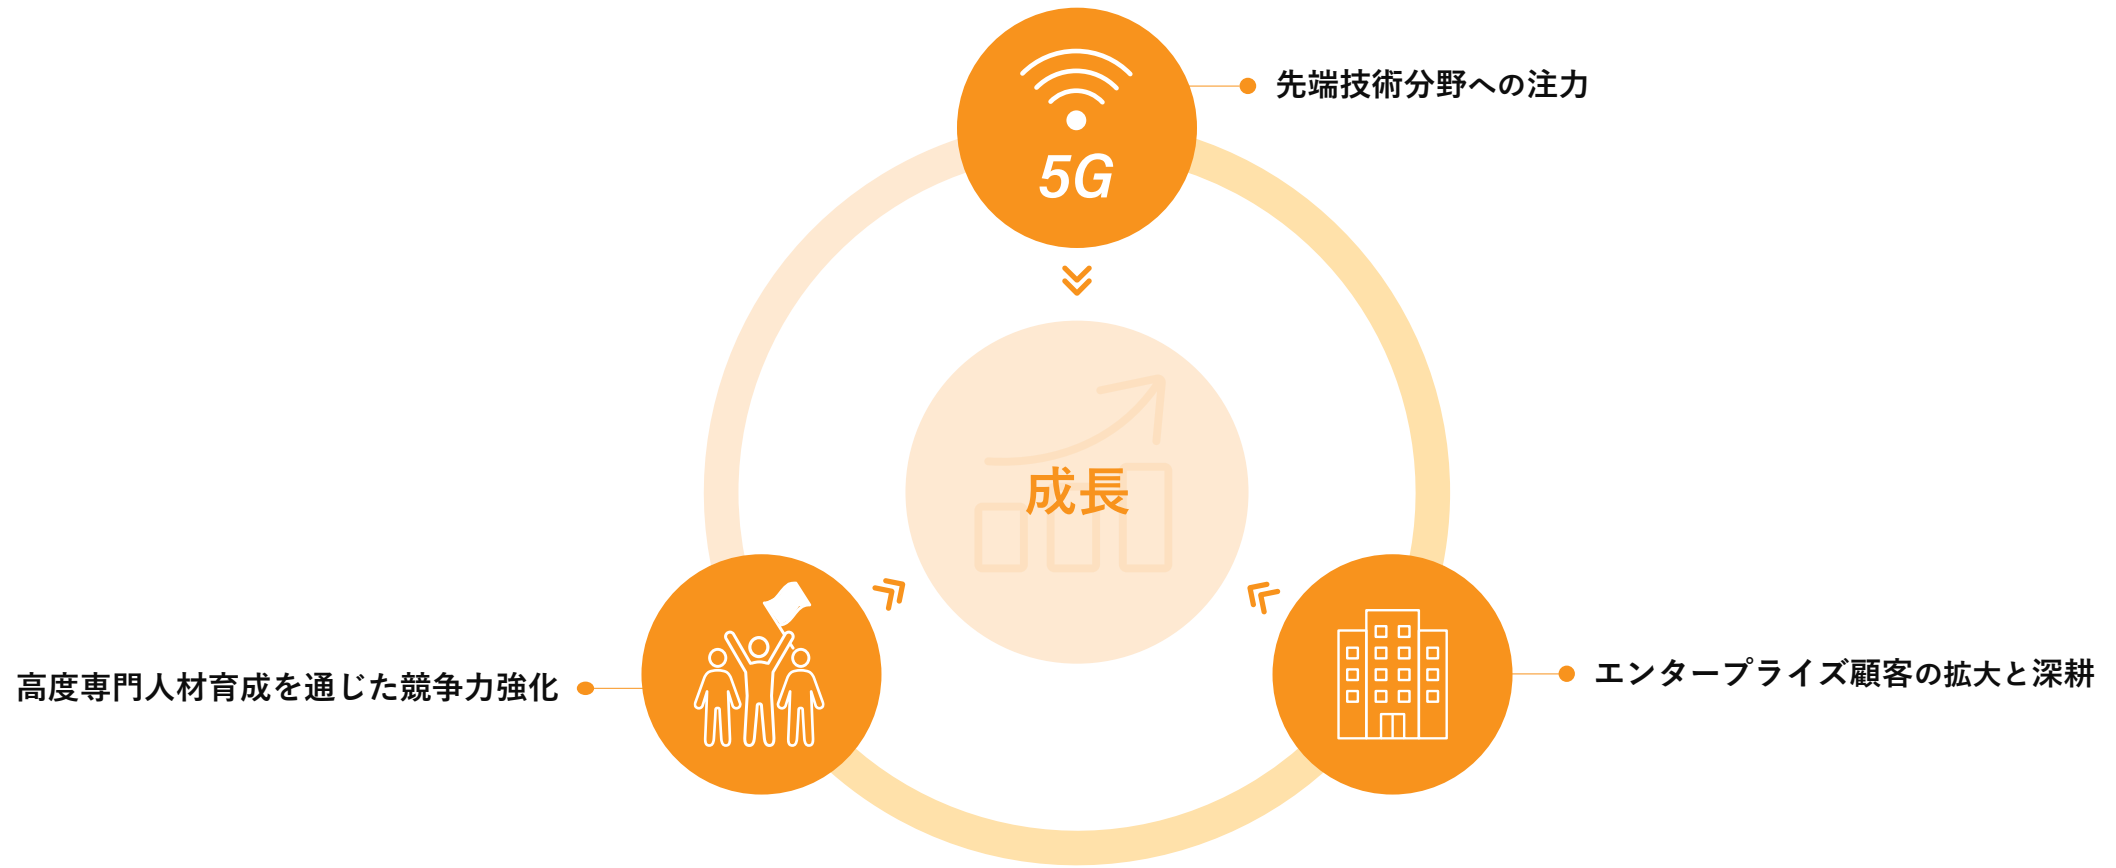 5G
先端技術分野への注力
成長
高度専門人材育成を通じた競争力強化
エンタープライズ顧客の拡大と深耕